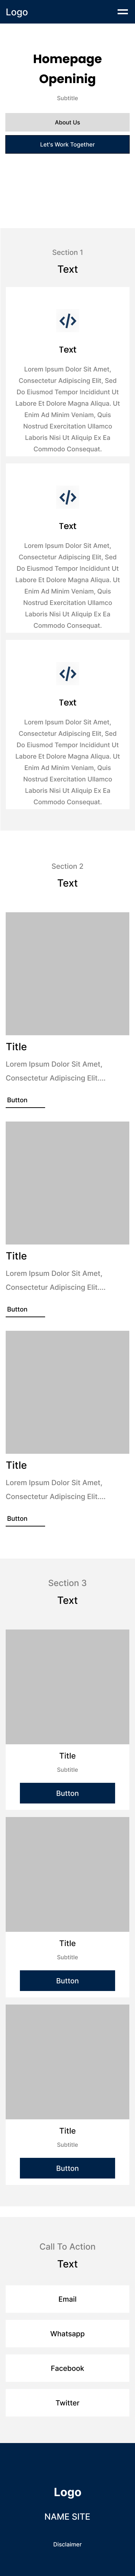 Logo
Homepage
Openinig
Subtitle
About Us
Let's Work Together
Section 1
Text
Text
Lorem Ipsum Dolor Sit Amet,
Consectetur Adipiscing Elit, Sed
Do Eiusmod Tempor Incididunt Ut
Labore Et Dolore Magna Aliqua. Ut
Enim Ad Minim Veniam, Quis
Nostrud Exercitation Ullamco
Laboris Nisi Ut Aliquip Ex Ea
Commodo Consequat.
Text
Lorem Ipsum Dolor Sit Amet,
Consectetur Adipiscing Elit, Sed
Do Eiusmod Tempor Incididunt Ut
Labore Et Dolore Magna Aliqua. Ut
Enim Ad Minim Veniam, Quis
Nostrud Exercitation Ullamco
Laboris Nisi Ut Aliquip Ex Ea
Commodo Consequat.
Text
Lorem Ipsum Dolor Sit Amet,
Consectetur Adipiscing Elit, Sed
Do Eiusmod Tempor Incididunt Ut
Labore Et Dolore Magna Aliqua. Ut
Enim Ad Minim Veniam, Quis
Nostrud Exercitation Ullamco
Laboris Nisi Ut Aliquip Ex Ea
Commodo Consequat.
Section 2
Text
Title
Lorem Ipsum Dolor Sit Amet,
Consectetur Adipiscing Elit....
Button
Title
Lorem Ipsum Dolor Sit Amet,
Consectetur Adipiscing Elit....
Button
Title
Lorem Ipsum Dolor Sit Amet,
Consectetur Adipiscing Elit....
Button
Section 3
Text
Title
Subtitle
Button
Title
Subtitle
Button
Title
Subtitle
Button
Call To Action
Text
Email
Whatsapp
Facebook
Twitter
Logo
NAME SITE
Disclaimer